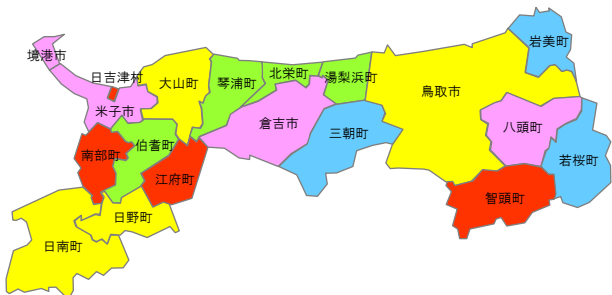 境港市
日吉津村
米子市
大山町
琴浦町
北栄町
湯梨浜町
鳥取市
岩美町
南部町
伯耆町
江府町
倉吉市
三朝町
八頭町
若桜町
智頭町
日野町
日南町